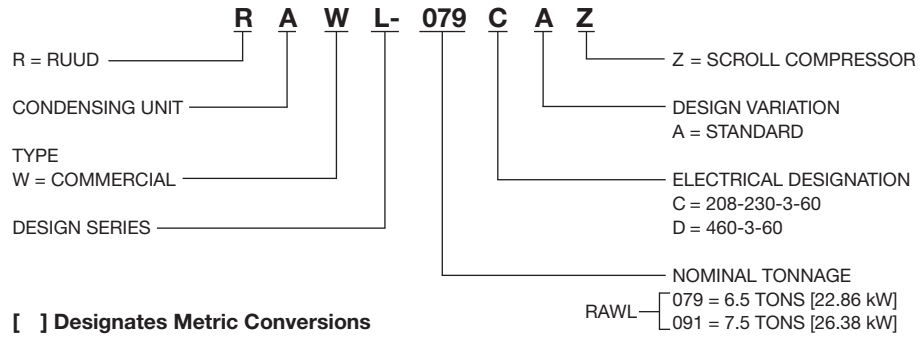 R A W L- 079 C A Z
R = RUUD
CONDENSING UNIT
TYPE
W = COMMERCIAL
DESIGN SERIES
[ ] Designates Metric Conversions
Z = SCROLL COMPRESSOR
DESIGN VARIATION
A = STANDARD
ELECTRICAL DESIGNATION
C = 208-230-3-60
D = 460-3-60
NOMINAL TONNAGE
RAWL
079 = 6.5 TONS [22.86 kW]
091 = 7.5 TONS [26.38 kW]